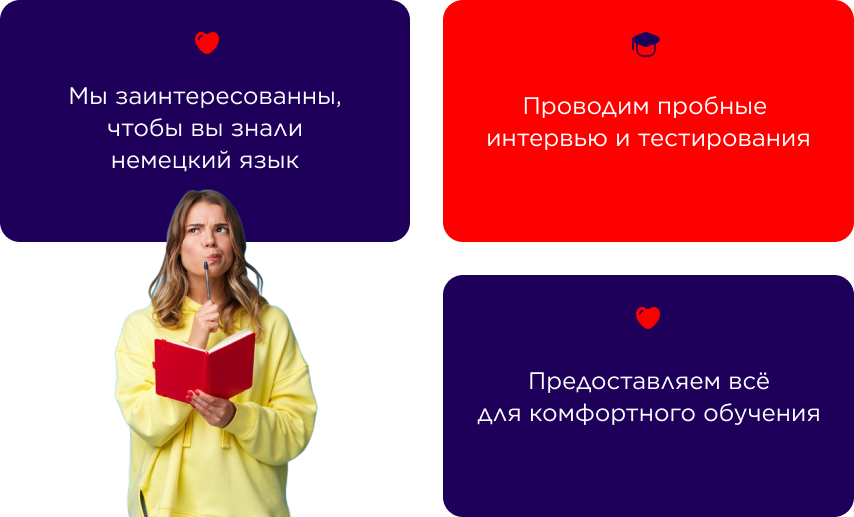 Мы заинтересованны,
чтобы вы знали
немецкий язык
Проводим пробные
интервью и тестирования
Предоставляем всё
для комфортного обучения